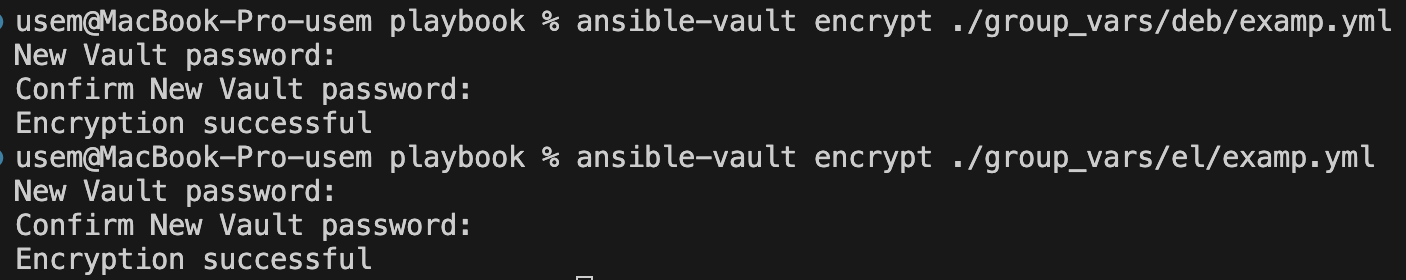 usem@MacBook-Pro-usem playbook % ansible-vault encrypt ./group_vars/deb/examp.yml
New Vault password:
Confirm New Vault password:
Encryption successful
usem@MacBook-Pro-usem playbook % ansible-vault encrypt ./group_vars/el/examp.yml
New Vault password:
Confirm New Vault password:
Encryption successful